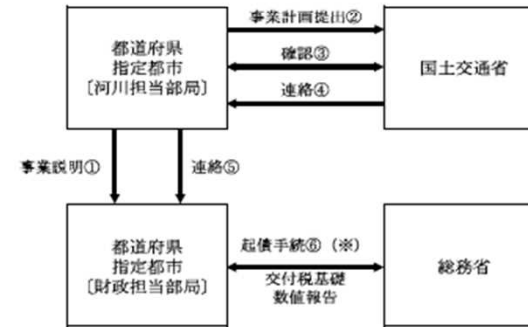 事業計画提出②
都道府県
指定都市
〔河川担当部局〕
確認③
国土交通省
連絡④
事業説明①
連絡⑤
都道府県
指定都市
〔財政担当部局〕
起債手続⑥（※）
総務省
交付税基礎
数値報告